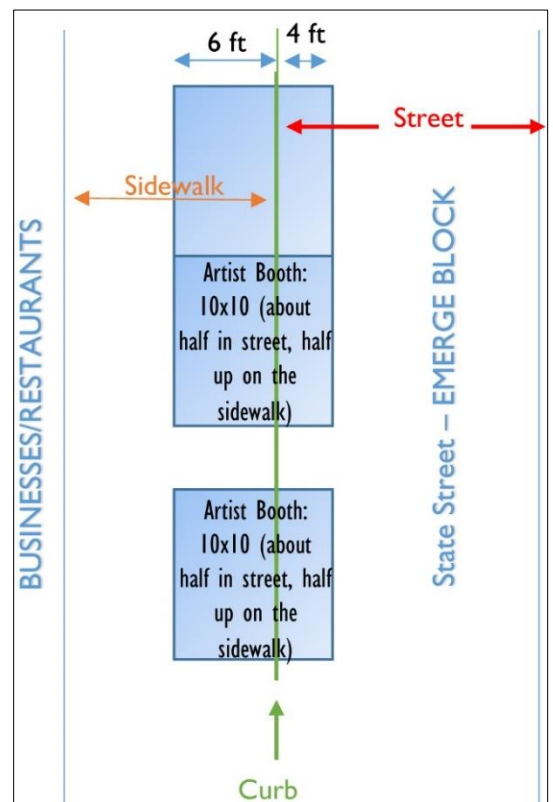 6 ft
4 ft
Street
Sidewalk
BUSINESSES/RESTAURANTS
State Street – EMERGE BLOCK
Artist Booth:
10x10 (about
half in street, half
up on the
sidewalk)
Artist Booth:
10x10 (about
half in street, half
up on the
sidewalk)
Curb